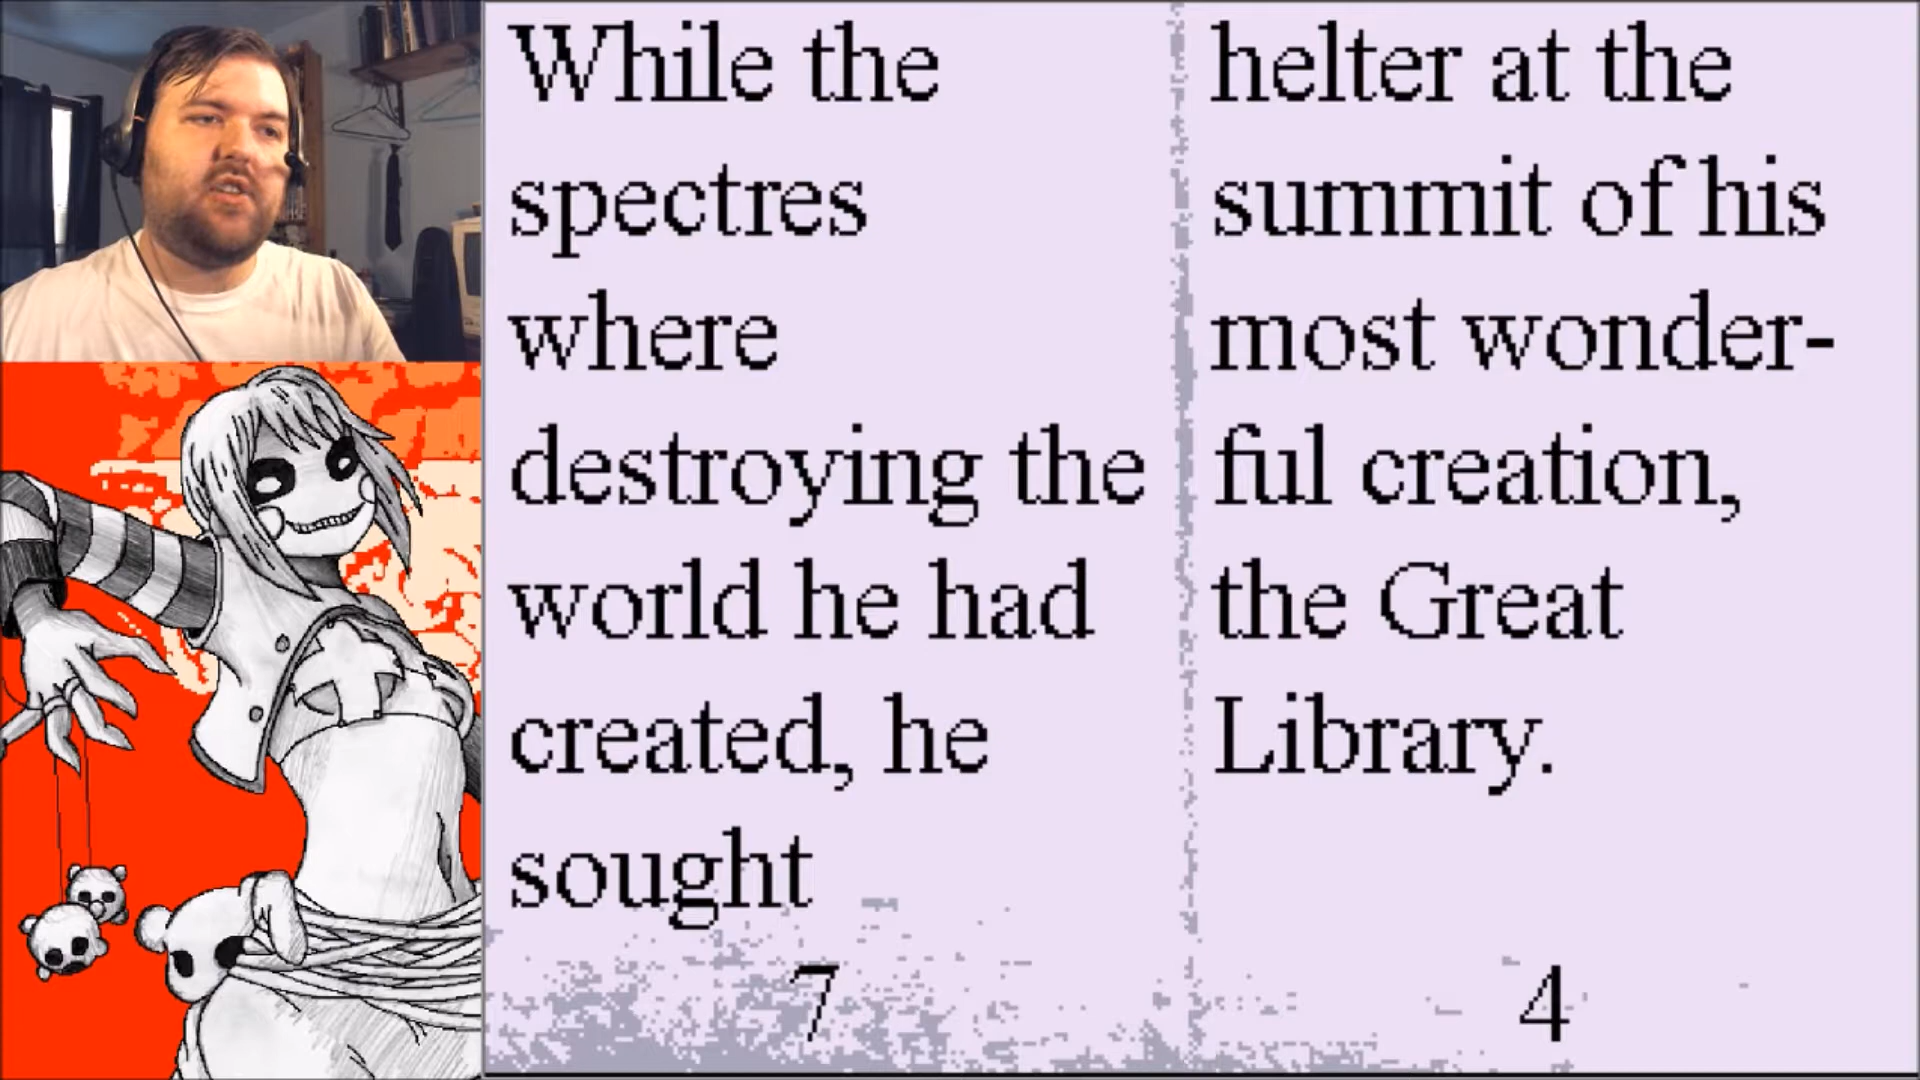 While the
spectres
where
destroying the
world he had
created, he
sought
7
helter at the
summit of his
most wonder-
ful creation,
the Great
Library.
4